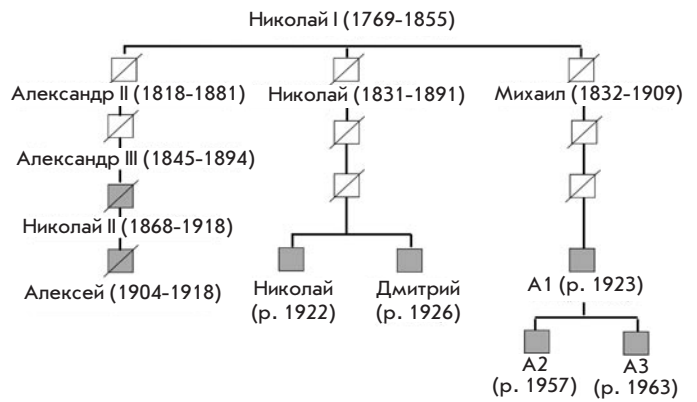 Николай I (1769-1855)
Александр II (1818-1881)
Николай (1831-1891)
Михаил (1832-1909)
Александр III (1845-1894)
Николай II (1868-1918)
Алексей (1904-1918)
Николай
(р. 1922)
Дмитрий
(р. 1926)
А1 (р. 1923)
А2
(р. 1957)
А3
(р. 1963)